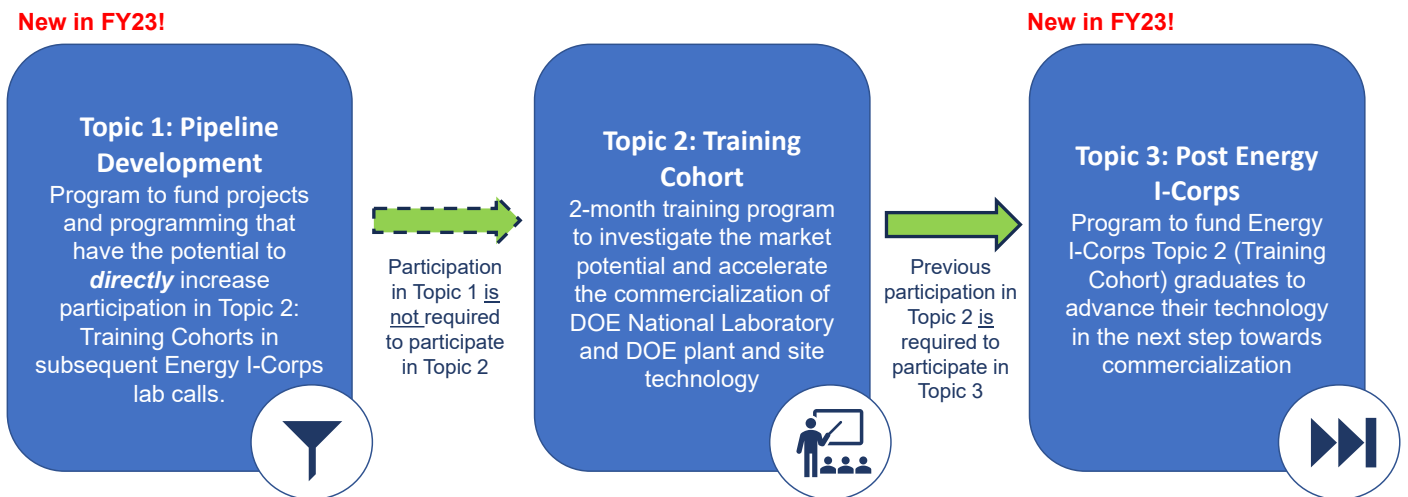 New in FY23!
Topic 1: Pipeline
Development
Program to fund projects
and programming that
have the potential to
directly increase
participation in Topic 2:
Training Cohorts in
subsequent Energy I-Corps
lab calls.
Participation
in Topic 1 is
not required
to participate
in Topic 2
Topic 2: Training
Cohort
2-month training program
to investigate the market
potential and accelerate
the commercialization of
DOE National Laboratory
and DOE plant and site
technology
Previous
participation in
Topic 2 is
required to
participate in
Topic 3
New in FY23!
Topic 3: Post Energy
I-Corps
Program to fund Energy
I-Corps Topic 2 (Training
Cohort) graduates to
advance their technology
in the next step towards
commercialization